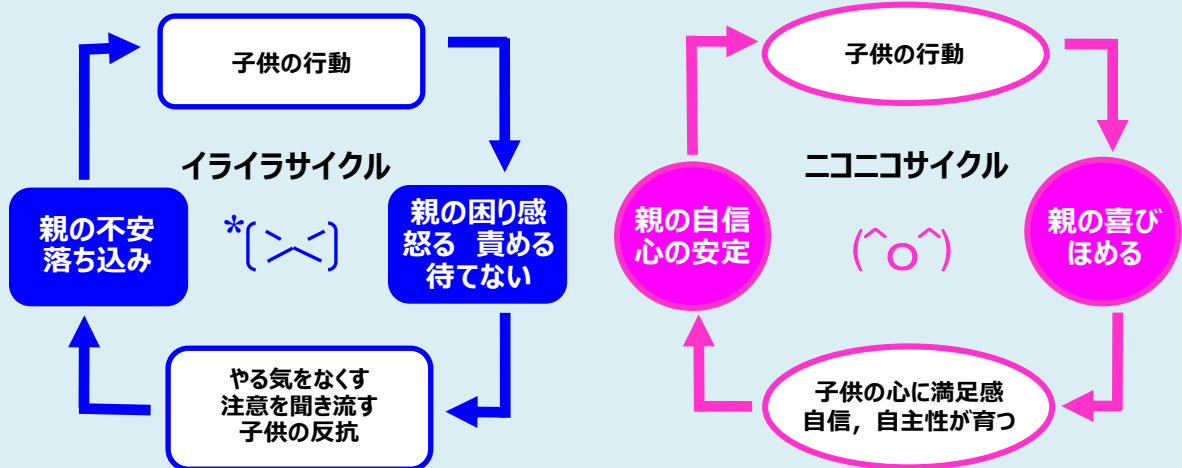 子供の行動
イライラサイクル
親の困り感
怒る 責める
待てない
やる気をなくす
注意を聞き流す
子供の反抗
親の不安
落ち込み
*(＞＜)
子供の行動
ニコニコサイクル
親の喜び
ほめる
子供の心に満足感
自信，自主性が育つ
親の自信
心の安定
(^o^)